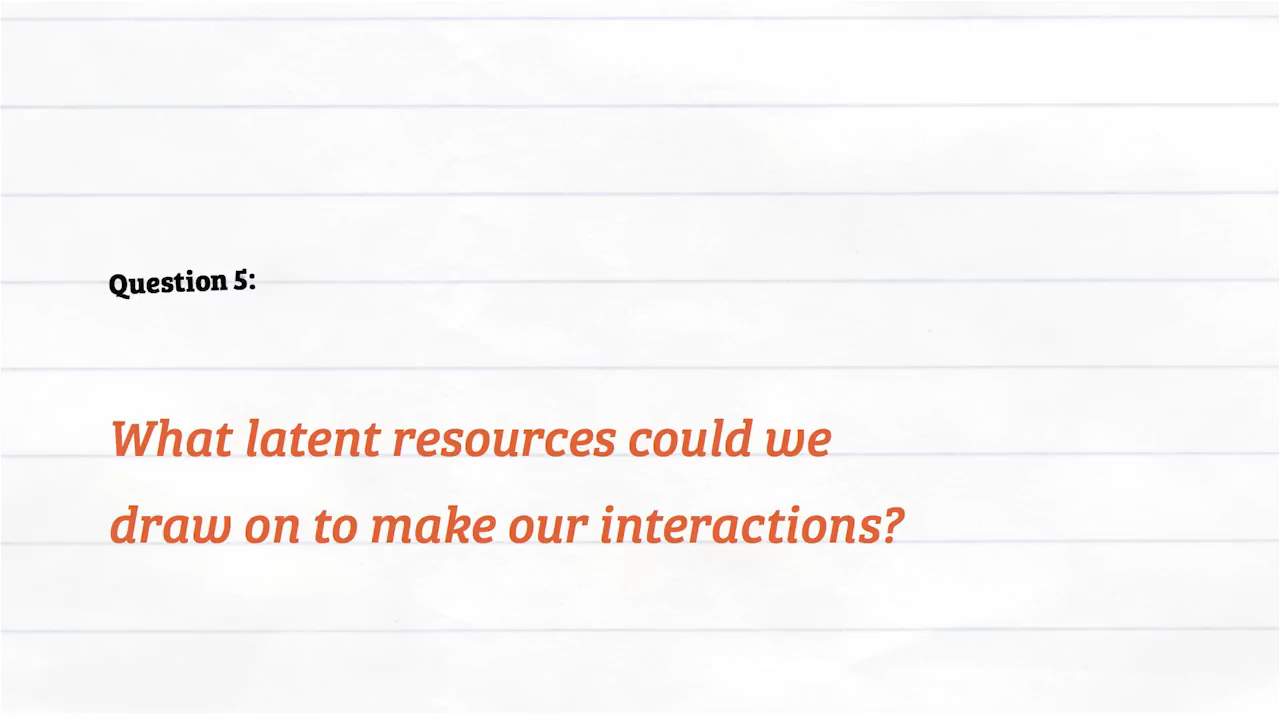 Question 5:
What latent resources could we
draw on to make our interactions?